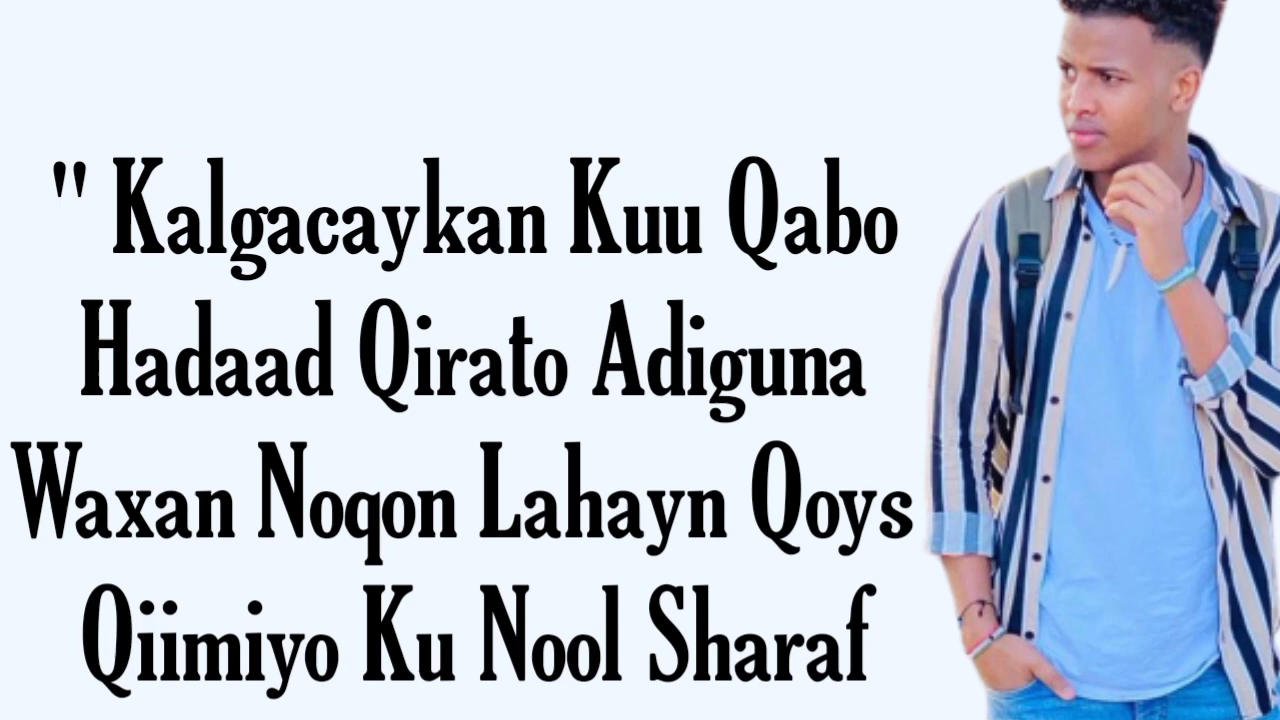 " Kalgacaykan Kuu Qabo
Hadaad Qirato Adiguna
Waxan Noqon Lahayn Qoys
Qiimiyo Ku Nool Sharaf